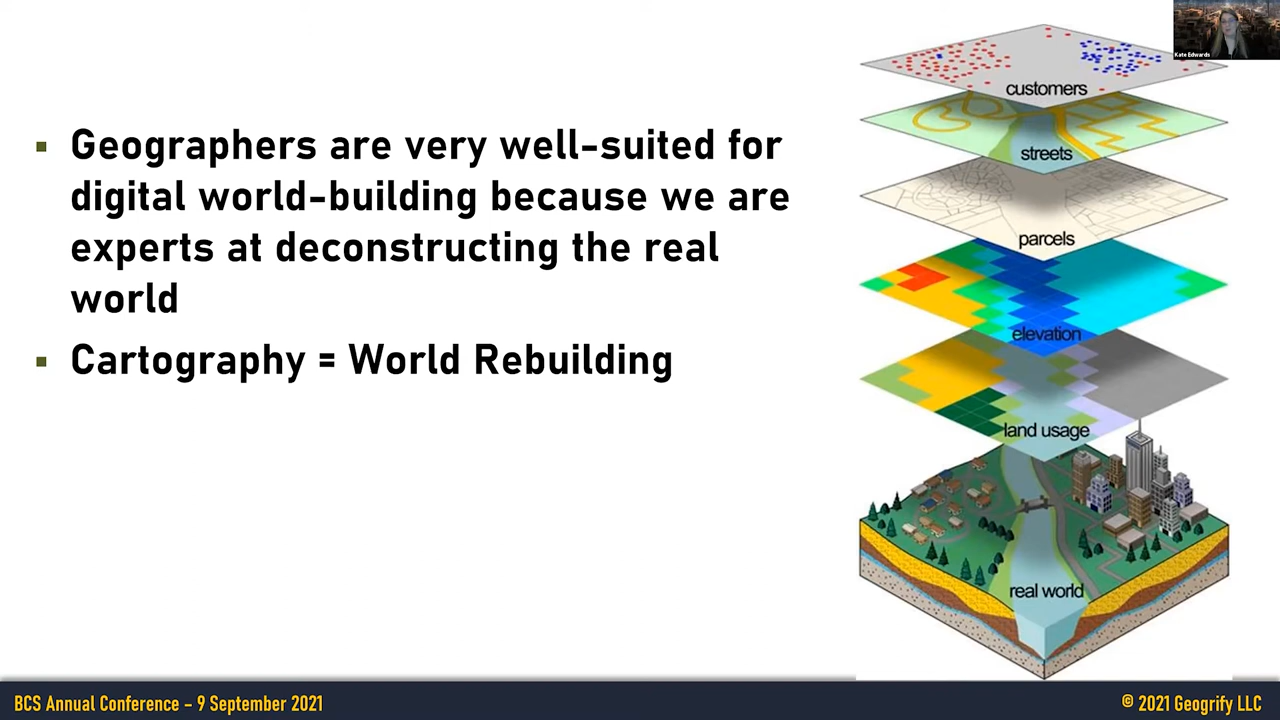 Kate Edwards
▪ Geographers are very well-suited for
digital world-building because we are
experts at deconstructing the real
world
▪ Cartography = World Rebuilding
customers
streets
parcels
elevation
land usage
real world
BCS Annual Conference – 9 September 2021
© 2021 Geogrify LLC